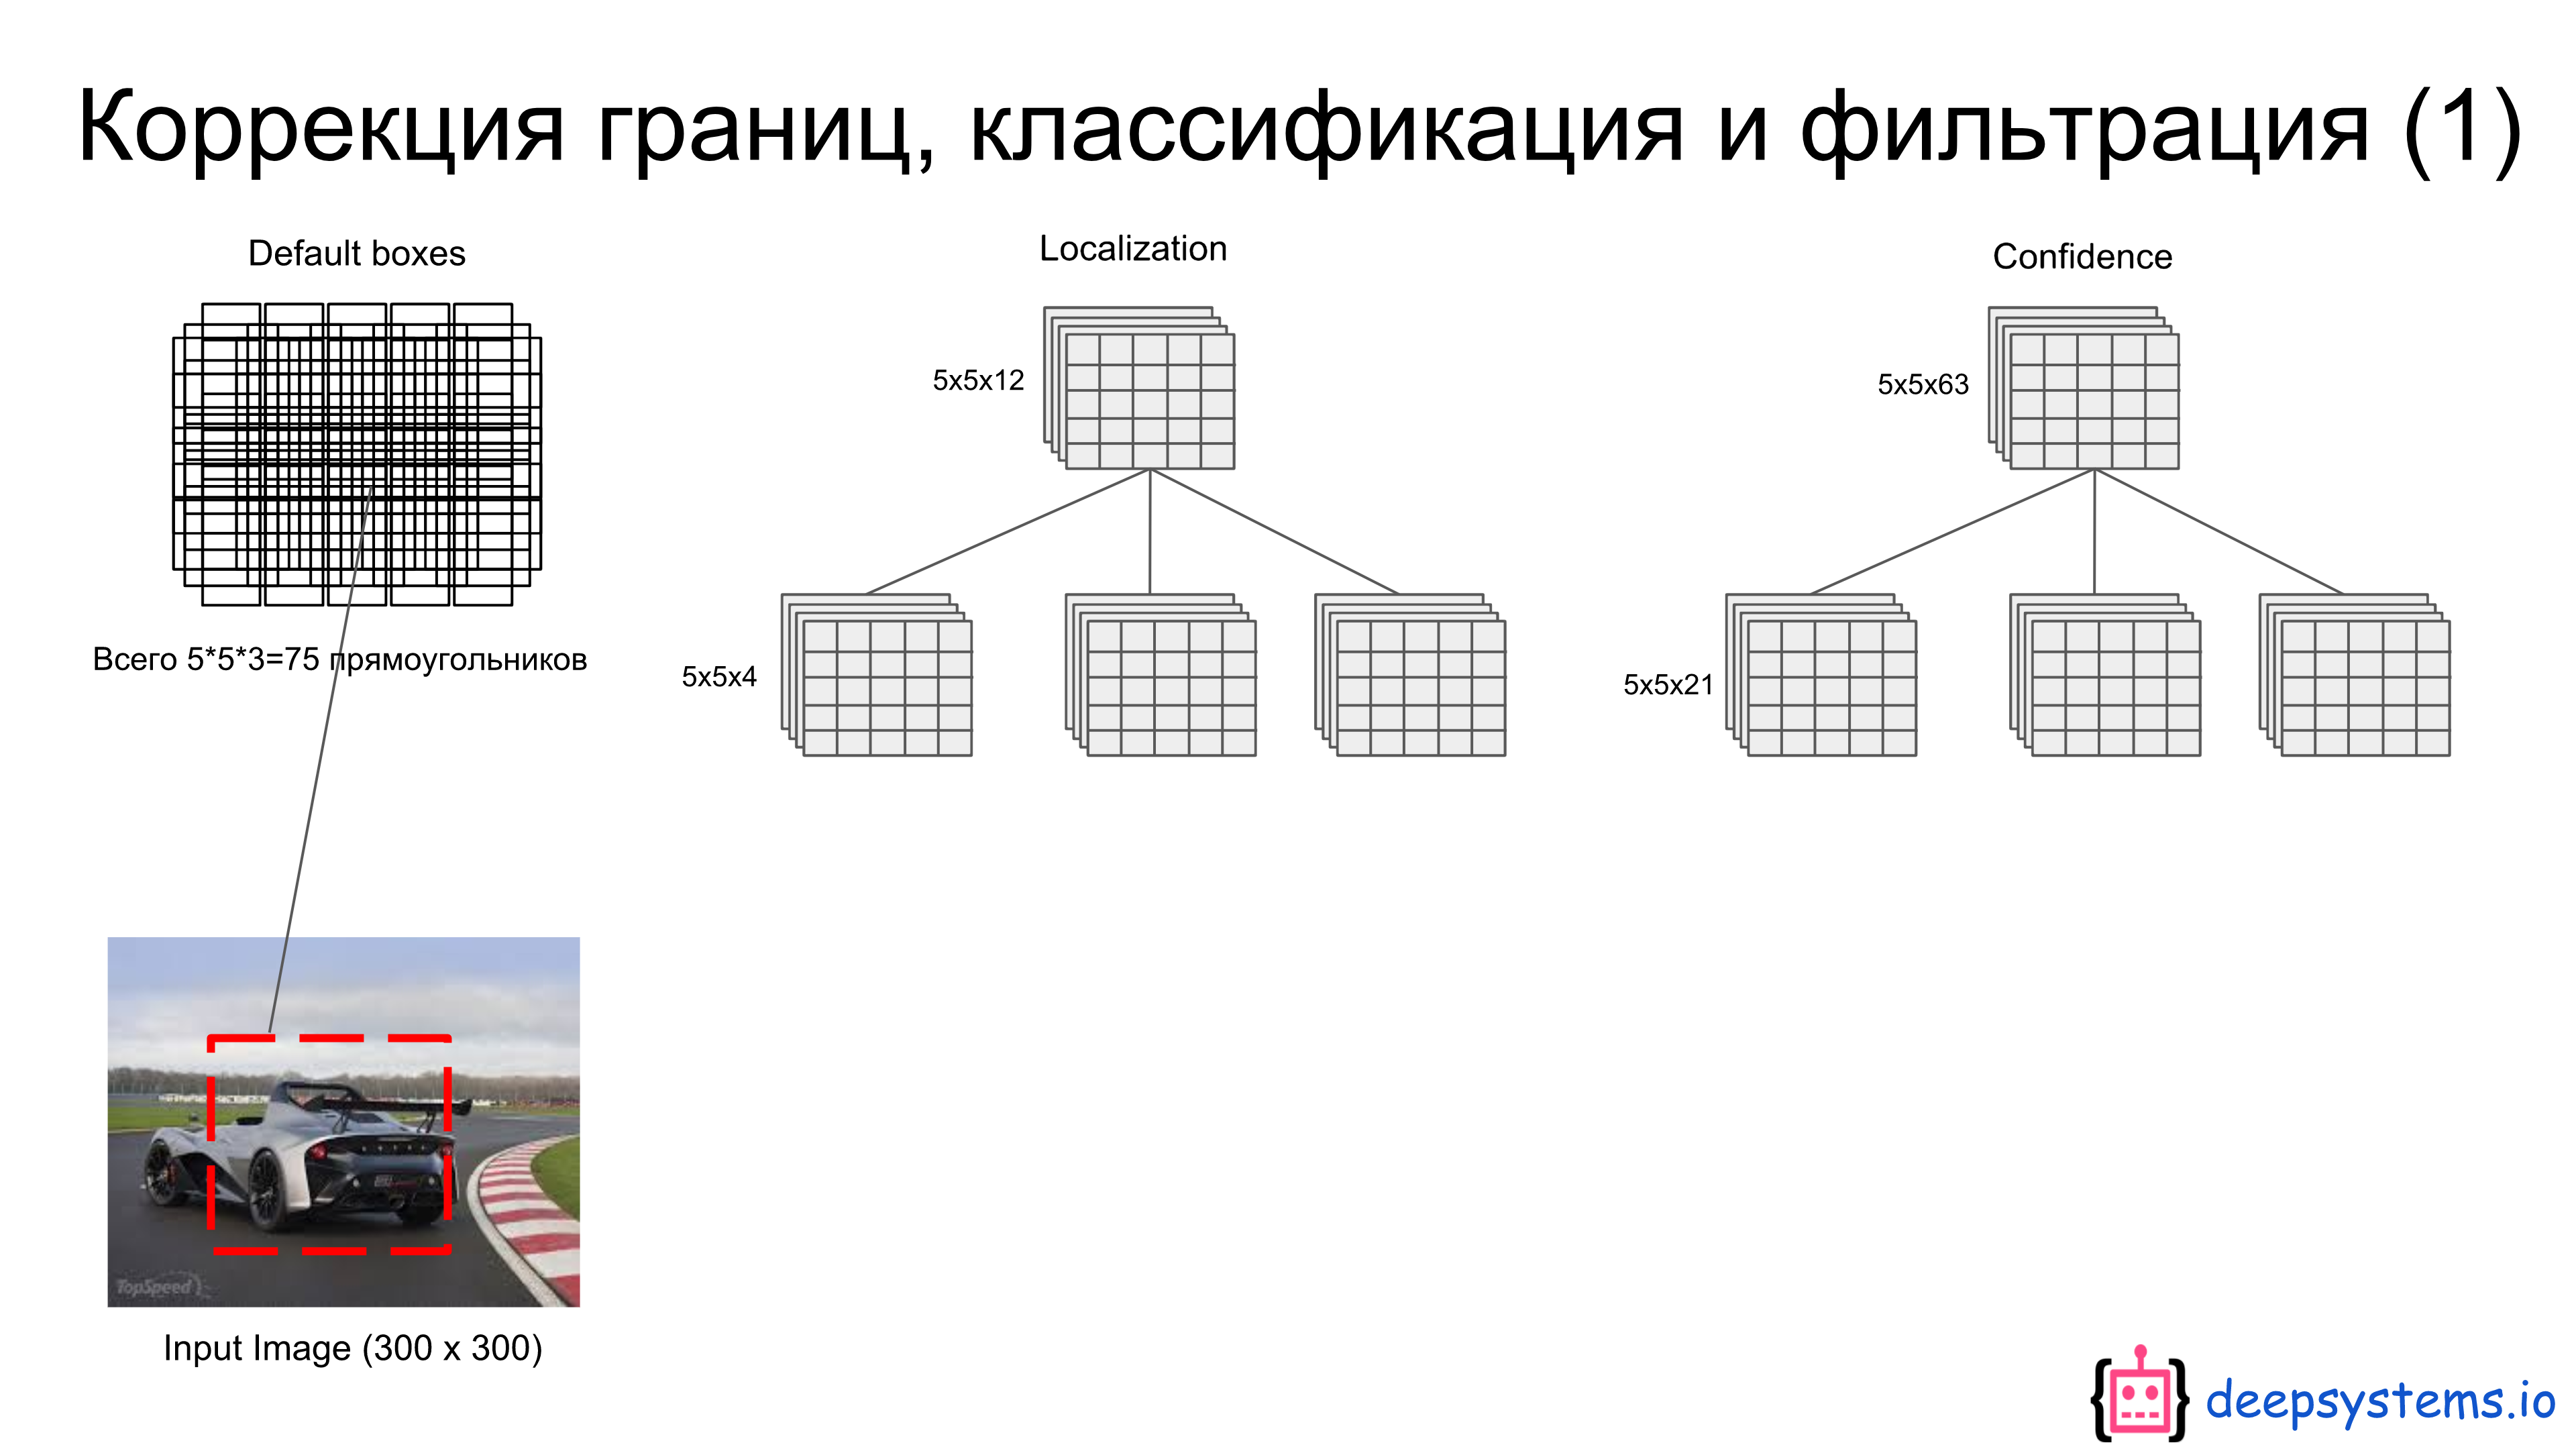 Коррекция границ, классификация и фильтрация (1)
Default boxes
Localization
Confidence
5x5x12
5x5x63
Всего 5*5*3=75 прямоугольников
5x5x4
5x5x21
TopSpeed
Input Image (300 x 300)
deepsystems.io